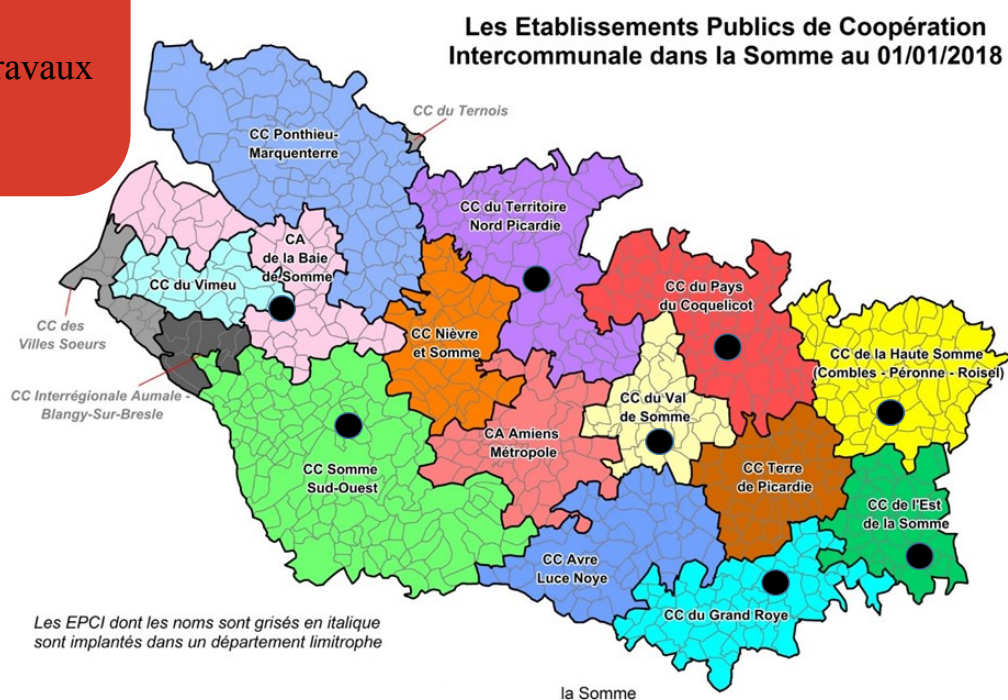 Les Etablissements Publics de Coopération
Intercommunale dans la Somme au 01/01/2018
ravaux
CC du Ternois
CC Ponthieu-
Marquenterre
CC du Territoire
Nord Picardie
CA
de la Baie
de Somme
CC du Vimeu
CC du Pays
du Coquelicot
CC des
Villes Soeurs
CC Nièvre
et Somme
CC de la Haute Somme
(Combles - Péronne - Roisel)
CC Interrégionale Aumale -
Blangy-Sur-Bresle
CC du Val
de Somme
CA Amiens
Métropole
CC Somme
Sud-Ouest
CC Terre
de Picardie
CC de l'Est
de la Somme
CC Avre
Luce Noye
CC du Grand Roye
Les EPCI dont les noms sont grisés en italique
sont implantés dans un département limitrophe
la Somme